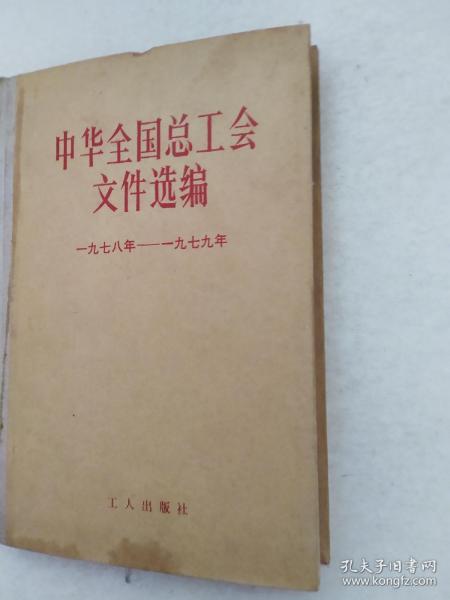 中华全国总工会
文件选编
一九七八年——一九七九年
工人出版社
孔夫子旧书网
www.kongfz.com